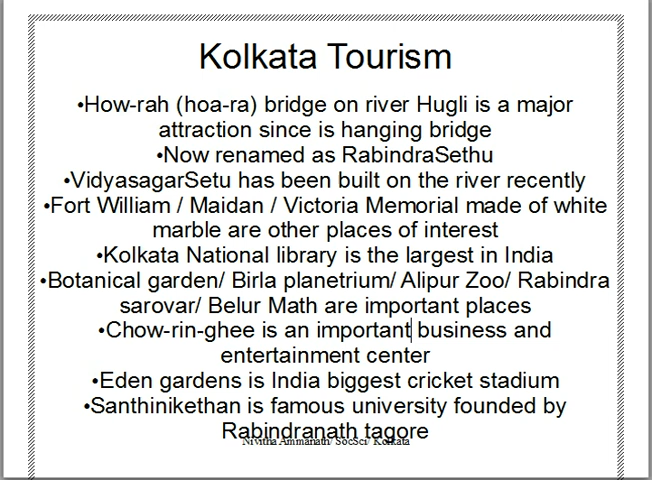 Kolkata Tourism
•How-rah (hoa-ra) bridge on river Hugli is a major
attraction since is hanging bridge
•Now renamed as RabindraSethu
•VidyasagarSetu has been built on the river recently
•Fort William / Maidan / Victoria Memorial made of white
marble are other places of interest
•Kolkata National library is the largest in India
•Botanical garden/ Birla planetrium/ Alipur Zoo/ Rabindra
sarovar/ Belur Math are important places
•Chow-rin-ghee is an important business and
entertainment center
•Eden gardens is India biggest cricket stadium
•Santhinikethan is famous university founded by
Rabindranath tagore
Nivitha Ammanath/ SocSci/ Kolkata